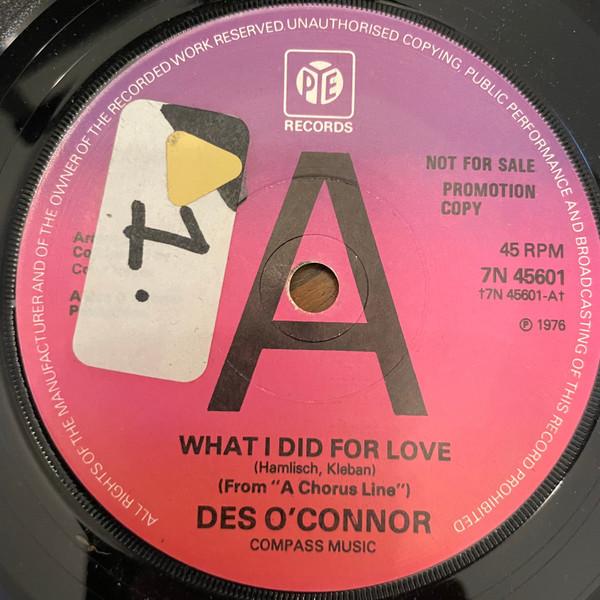 ALL RIGHTS OF THE MANUFACTURER AND OF THE OWNER OF THE RECORDED WORK RESERVED. UNAUTHORISED COPYING, PUBLIC PERFORMANCE AND BROADCASTING OF THIS RECORD PROHIBITED
PYE
RECORDS
A
NOT FOR SALE
PROMOTION
COPY
45 RPM
7N 45601
†7N 45601-A†
℗ 1976
1.
WHAT I DID FOR LOVE
(Hamlisch, Kleban)
(From "A Chorus Line")
DES O'CONNOR
COMPASS MUSIC